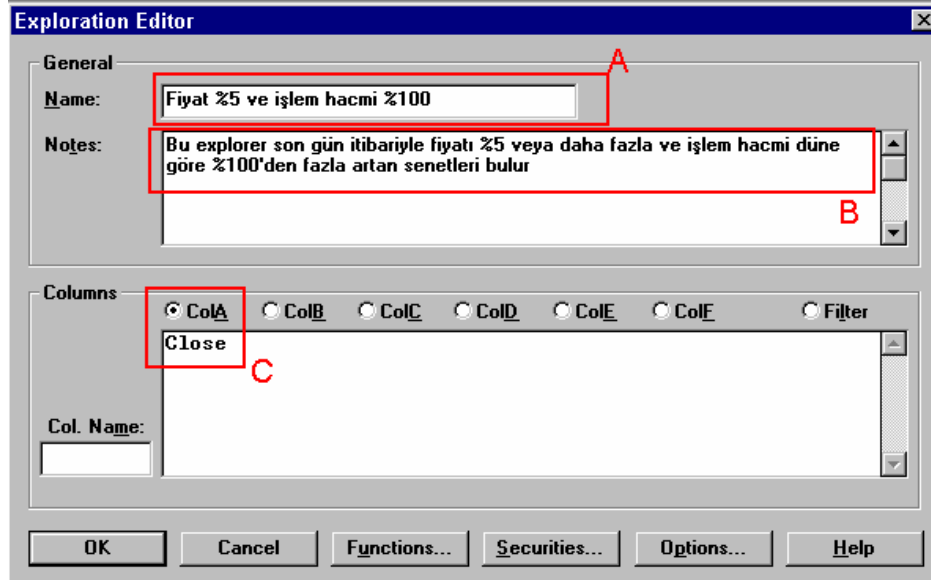 Exploration Editor
General
A
Name:
Fiyat %5 ve işlem hacmi %100
Notes:
Bu explorer son gün itibariyle fiyatı %5 veya daha fazla ve işlem hacmi düne
göre %100'den fazla artan senetleri bulur
B
Columns
ColA ColB ColC ColD ColE ColF Filter
Close
C
Col. Name:
OK Cancel Functions... Securities... Options... Help